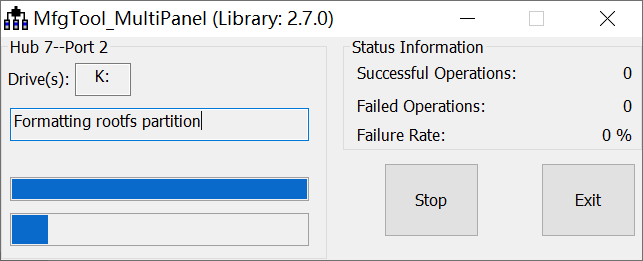 MfgTool_MultiPanel (Library: 2.7.0)
Hub 7--Port 2
Drive(s): K:
Formatting rootfs partition
Status Information
Successful Operations: 0
Failed Operations: 0
Failure Rate: 0 %
Stop
Exit